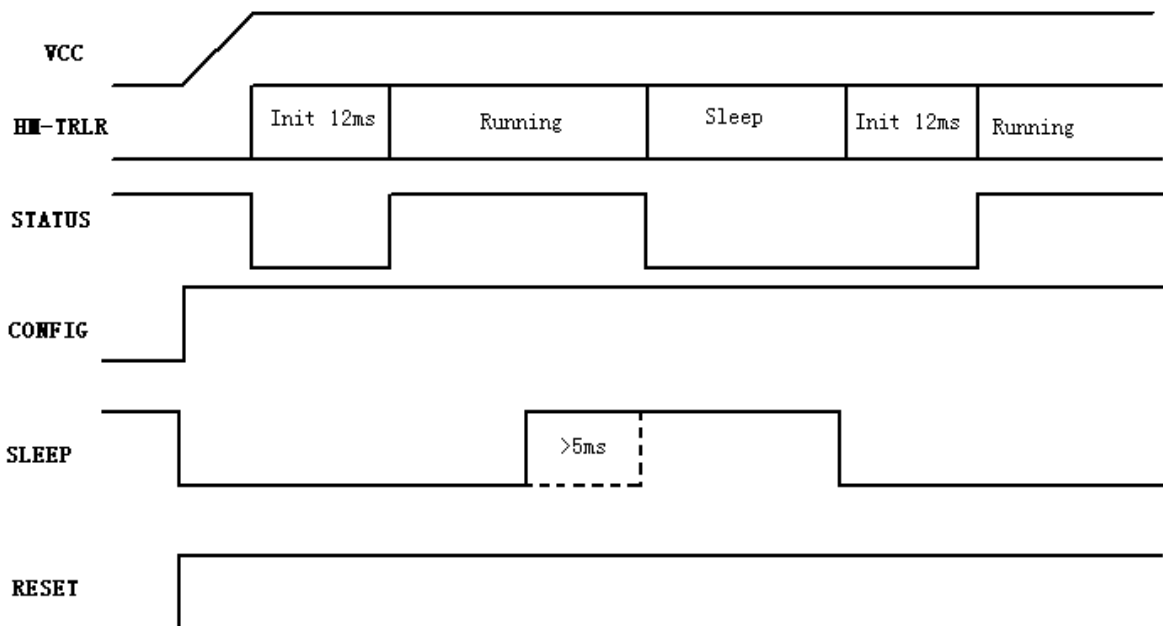 VCC
HM-TRLR
Init 12ms
Running
Sleep
Init 12ms
Running
STATUS
CONFIG
SLEEP
>5ms
RESET